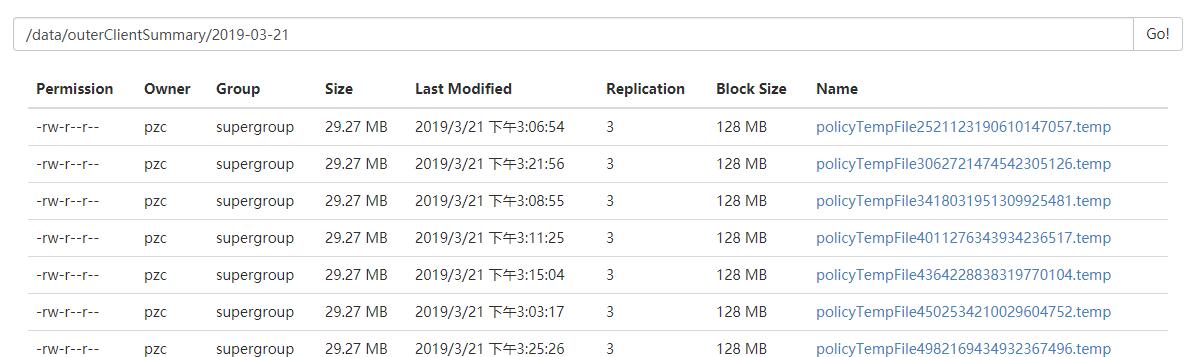 /data/outerClientSummary/2019-03-21 Go!
Permission Owner Group Size Last Modified Replication Block Size Name
-rw-r--r-- pzc supergroup 29.27 MB 2019/3/21 下午3:06:54 3 128 MB policyTempFile2521123190610147057.temp
-rw-r--r-- pzc supergroup 29.27 MB 2019/3/21 下午3:21:56 3 128 MB policyTempFile3062721474542305126.temp
-rw-r--r-- pzc supergroup 29.27 MB 2019/3/21 下午3:08:55 3 128 MB policyTempFile3418031951309925481.temp
-rw-r--r-- pzc supergroup 29.27 MB 2019/3/21 下午3:11:25 3 128 MB policyTempFile4011276343934236517.temp
-rw-r--r-- pzc supergroup 29.27 MB 2019/3/21 下午3:15:04 3 128 MB policyTempFile4364228838319770104.temp
-rw-r--r-- pzc supergroup 29.27 MB 2019/3/21 下午3:03:17 3 128 MB policyTempFile4502534210029604752.temp
-rw-r--r-- pzc supergroup 29.27 MB 2019/3/21 下午3:25:26 3 128 MB policyTempFile4982169434932367496.temp